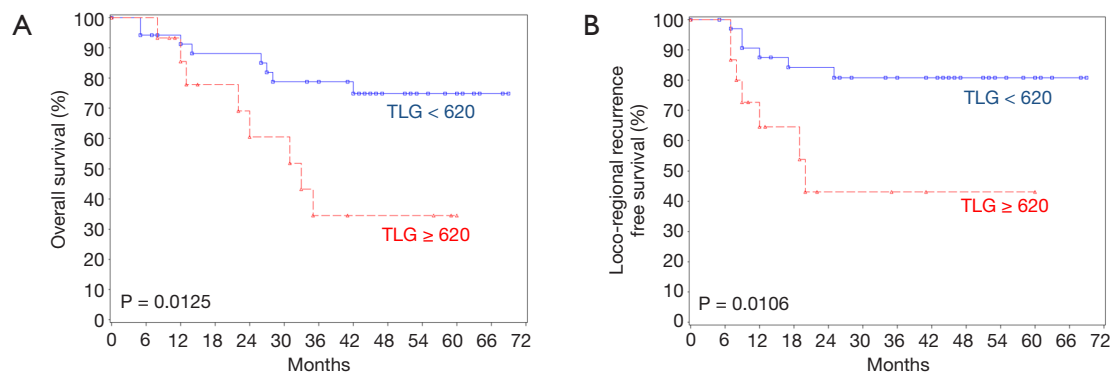 A
Overall survival (%)
100
90
80
70
60
50
40
30
20
10
0
TLG < 620
TLG ≥ 620
P = 0.0125
0 6 12 18 24 30 36 42 48 54 60 66 72
Months
B
Loco-regional recurrence
free survival (%)
100
90
80
70
60
50
40
30
20
10
0
TLG < 620
TLG ≥ 620
P = 0.0106
0 6 12 18 24 30 36 42 48 54 60 66 72
Months